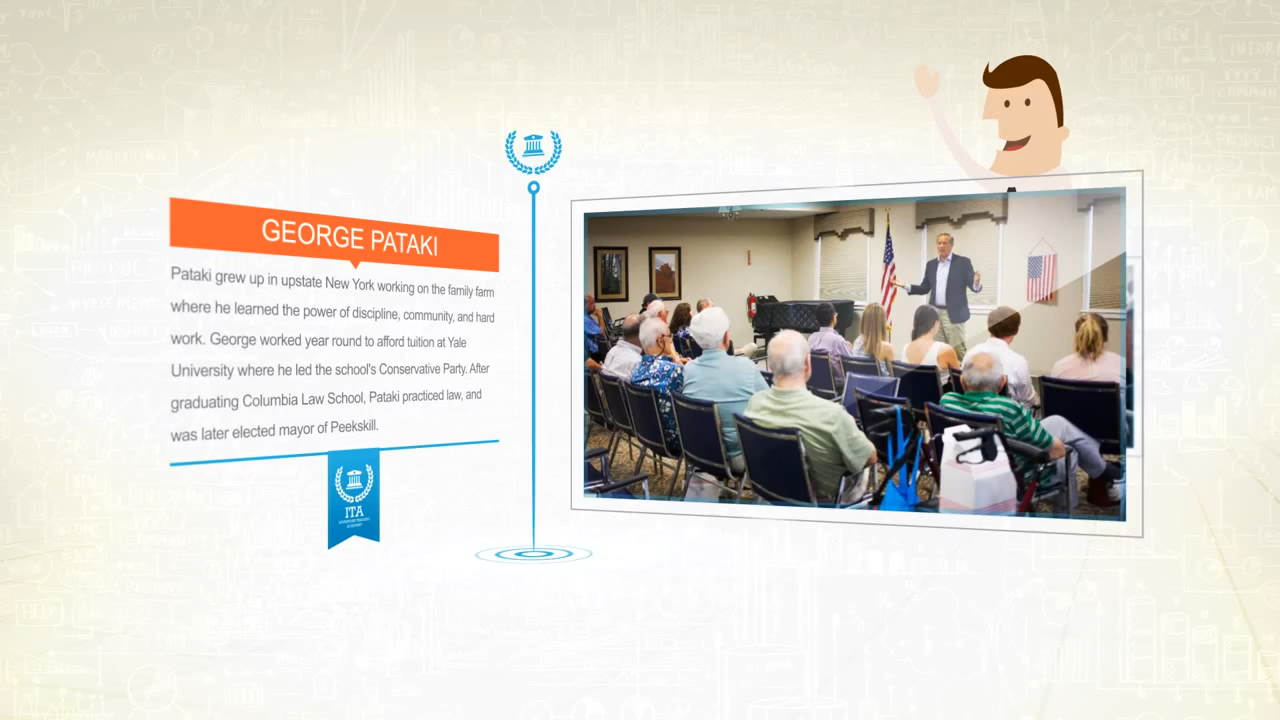 GEORGE PATAKI
Pataki grew up in upstate New York working on the family farm
where he learned the power of discipline, community, and hard
work. George worked year round to afford tuition at Yale
University where he led the school's Conservative Party. After
graduating Columbia Law School, Pataki practiced law, and
was later elected mayor of Peekskill.
ITA